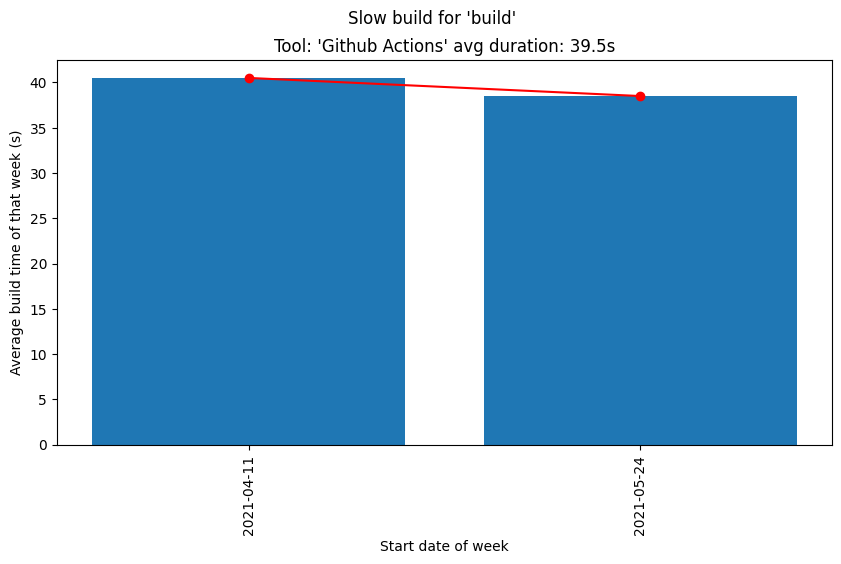 Slow build for 'build'
Tool: 'Github Actions' avg duration: 39.5s
Average build time of that week (s)
40
35
30
25
20
15
10
5
0
2021-04-11
2021-05-24
Start date of week